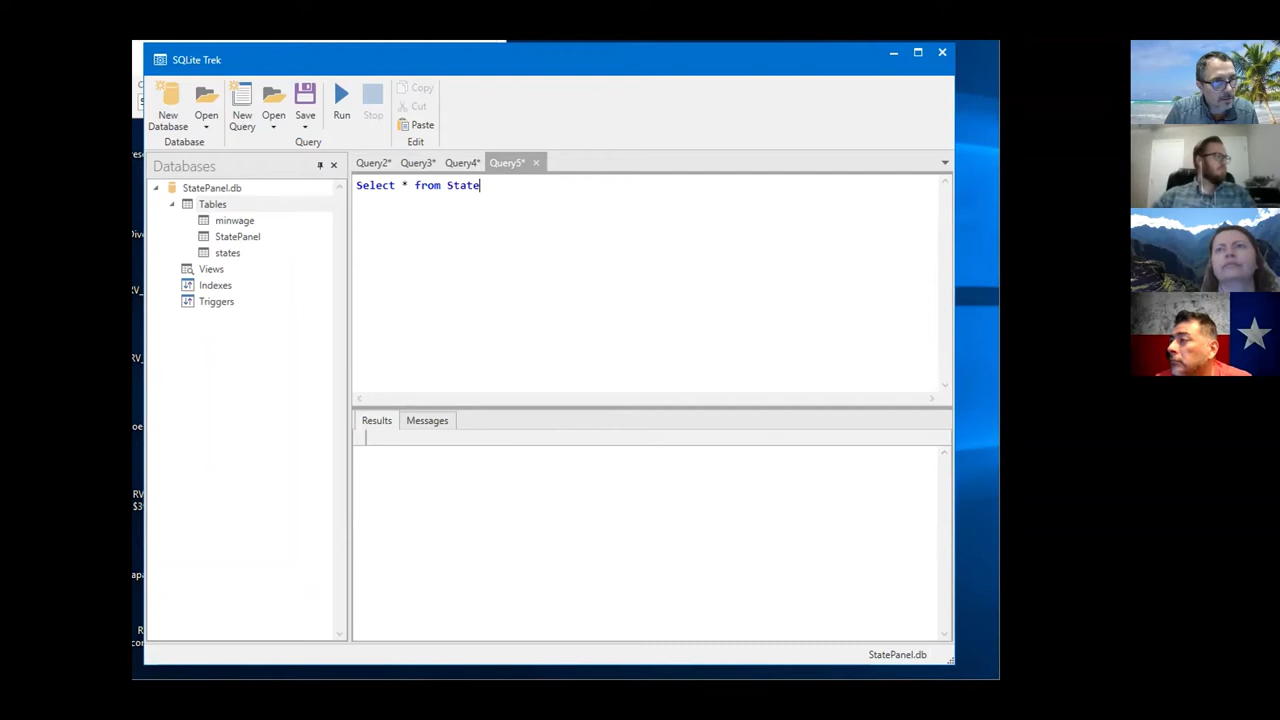 SQLite Trek
New Database
Open
New Query
Open
Save
Run
Stop
Copy
Cut
Paste
Database
Query
Edit
Databases
Query2*
Query3*
Query4*
Query5*
StatePanel.db
Tables
minwage
StatePanel
states
Views
Indexes
Triggers
Select * from State
Results
Messages
StatePanel.db